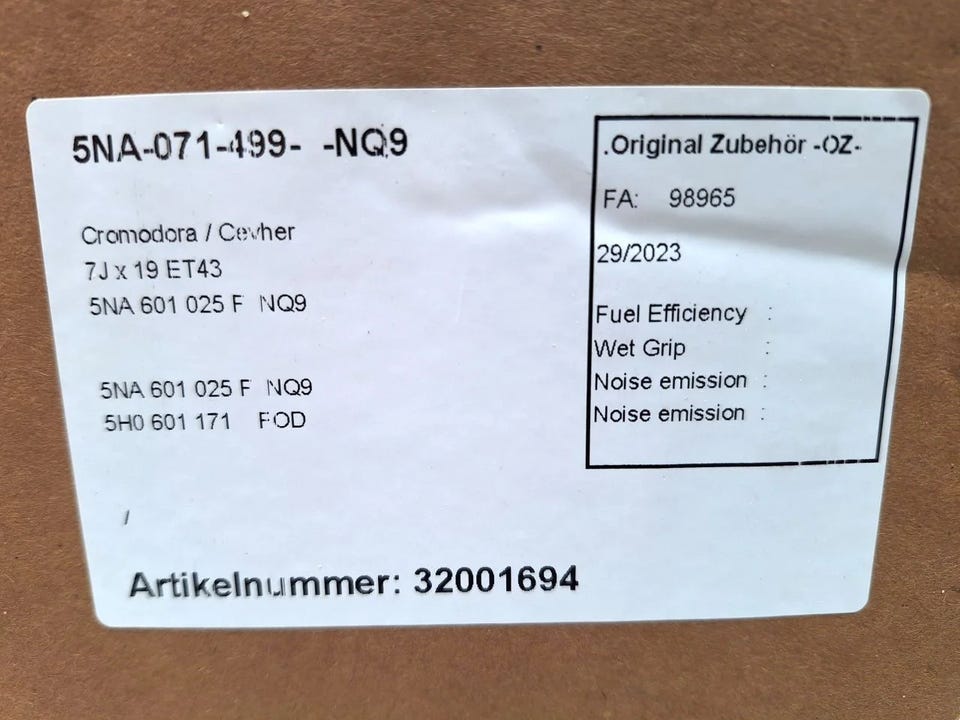 5NA-071-499- -NQ9
Cromodora / Cevher
7J x 19 ET43
5NA 601 025 F NQ9
5NA 601 025 F NQ9
5H0 601 171 FOD
/
Artikelnummer: 32001694
.Original Zubehör -OZ-
FA: 98965
29/2023
Fuel Efficiency :
Wet Grip :
Noise emission :
Noise emission :